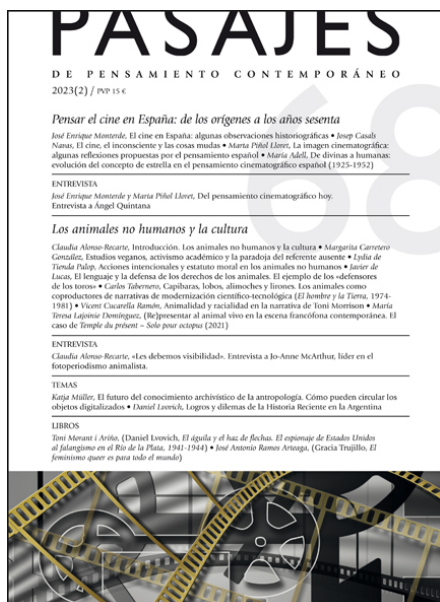 PASAJES
DE PENSAMIENTO CONTEMPORÁNEO
2023(2) / PVP 15 €
68
Pensar el cine en España: de los orígenes a los años sesenta
José Enrique Monterde, El cine en España: algunas observaciones historiográficas • Josep Casals
Navas, El cine, el inconsciente y las cosas mudas • Marta Piñol Lloret, La imagen cinematográfica:
algunas reflexiones propuestas por el pensamiento español • María Adell, De divinas a humanas:
evolución del concepto de estrella en el pensamiento cinematográfico español (1925-1952)
ENTREVISTA
José Enrique Monterde y Marta Piñol Lloret, Del pensamiento cinematográfico hoy.
Entrevista a Ángel Quintana
Los animales no humanos y la cultura
Claudia Alonso-Recarte, Introducción. Los animales no humanos y la cultura • Margarita Carretero
González, Estudios veganos, activismo académico y la paradoja del referente ausente • Lydia de
Tienda Palop, Acciones intencionales y estatuto moral en los animales no humanos • Javier de
Lucas, El lenguaje y la defensa de los derechos de los animales. El ejemplo de los «defensores
de los toros» • Carlos Tabernero, Capibaras, lobos, alimoches y lirones. Los animales como
coproductores de narrativas de modernización científico-tecnológica (El hombre y la Tierra, 1974-
1981) • Vicent Cucarella Ramón, Animalidad y racialidad en la narrativa de Toni Morrison • María
Teresa Lajoinie Domínguez, (Re)presentar al animal vivo en la escena francófona contemporánea. El
caso de Temple du présent – Solo pour octopus (2021)
ENTREVISTA
Claudia Alonso-Recarte, «Les debemos visibilidad». Entrevista a Jo-Anne McArthur, líder en el
fotoperiodismo animalista.
TEMAS
Katja Müller, El futuro del conocimiento archivístico de la antropología. Cómo pueden circular los
objetos digitalizados • Daniel Lvovich, Logros y dilemas de la Historia Reciente en la Argentina
LIBROS
Toni Morant i Ariño, (Daniel Lvovich, El águila y el haz de flechas. El espionaje de Estados Unidos
al falangismo en el Río de la Plata, 1941-1944) • José Antonio Ramos Arteaga, (Gracia Trujillo, El
feminismo queer es para todo el mundo)